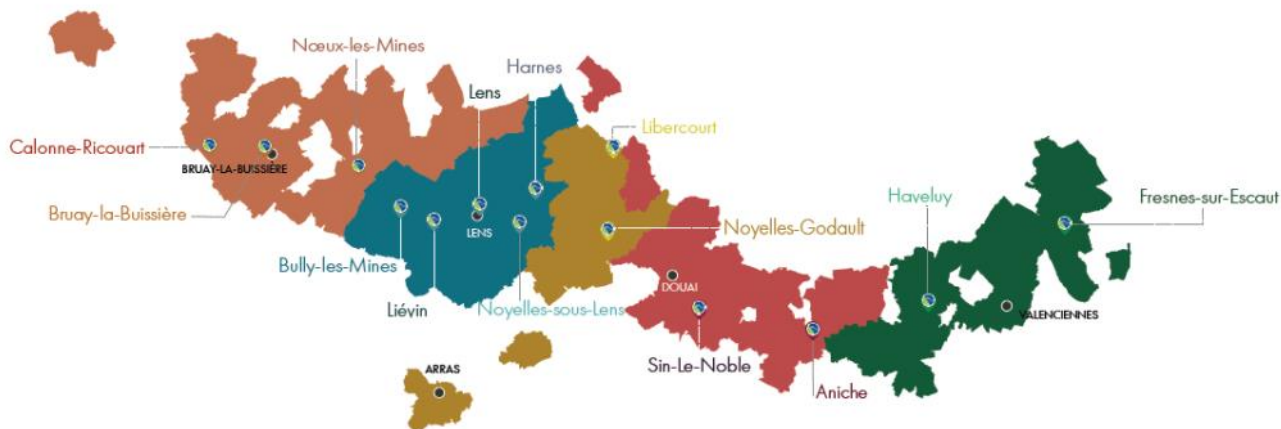 Nœux-les-Mines
Harnes
Lens
Libercourt
Calonne-Ricouart
BRUAY-LA-BUISSIÈRE
Bruay-la-Buissière
Haveluy
Fresnes-sur-Escaut
LENS
Noyelles-Godault
Bully-les-Mines
DOUAI
Liévin
Noyelles-sous-Lens
VALENCIENNES
Sin-Le-Noble
ARRAS
Aniche